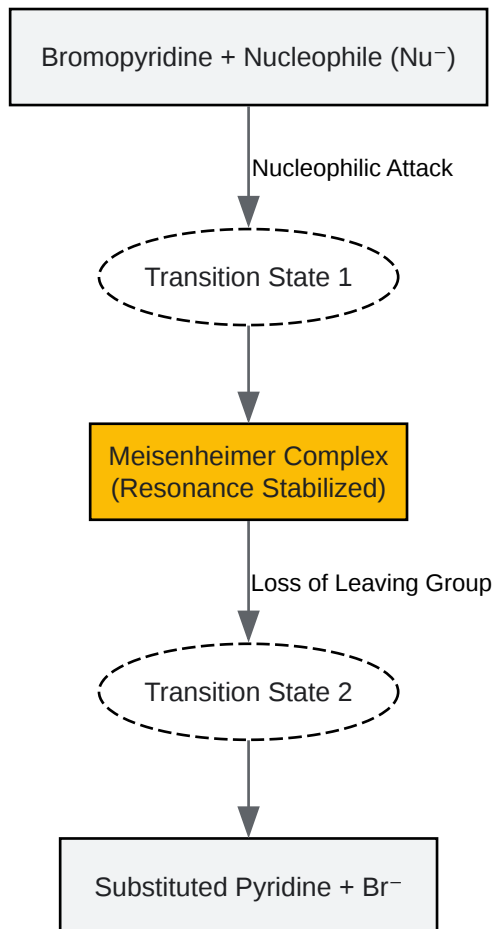 Bromopyridine + Nucleophile (Nu⁻)
Nucleophilic Attack
Transition State 1
Meisenheimer Complex
(Resonance Stabilized)
Loss of Leaving Group
Transition State 2
Substituted Pyridine + Br⁻